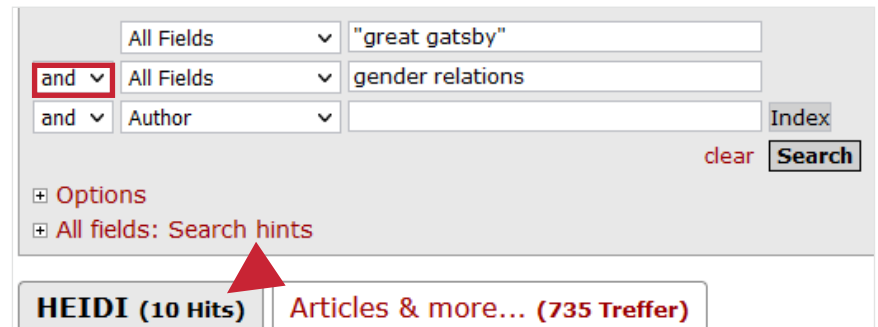 All Fields "great gatsby"
and All Fields gender relations
and Author Index
clear Search
Options
All fields: Search hints
HEIDI (10 Hits) Articles & more... (735 Treffer)